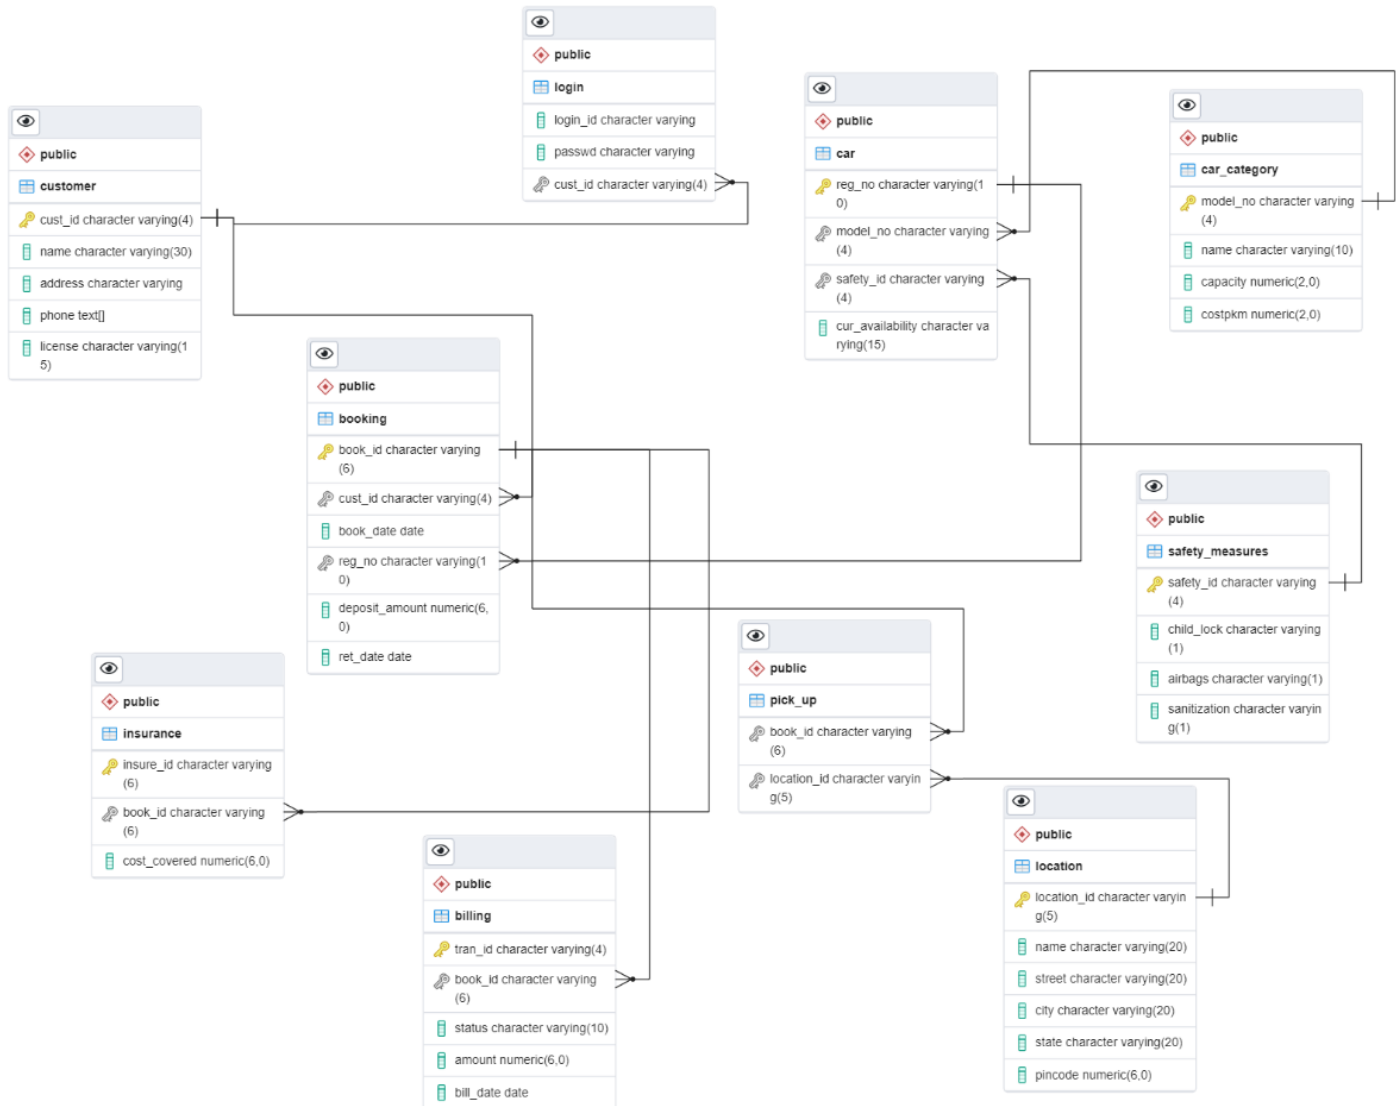 public
login
login_id character varying
passwd character varying
cust_id character varying(4)
public
customer
cust_id character varying(4)
name character varying(30)
address character varying
phone text[]
license character varying(1
5)
public
car
reg_no character varying(1
0)
model_no character varying
(4)
safety_id character varying
(4)
cur_availability character va
rying(15)
public
car_category
model_no character varying
(4)
name character varying(10)
capacity numeric(2,0)
costpkm numeric(2,0)
public
booking
book_id character varying
(6)
cust_id character varying(4)
book_date date
reg_no character varying(1
0)
deposit_amount numeric(6,
0)
ret_date date
public
safety_measures
safety_id character varying
(4)
child_lock character varying
(1)
airbags character varying(1)
sanitization character varyin
g(1)
public
pick_up
book_id character varying
(6)
location_id character varyin
g(5)
public
insurance
insure_id character varying
(6)
book_id character varying
(6)
cost_covered numeric(6,0)
public
billing
tran_id character varying(4)
book_id character varying
(6)
status character varying(10)
amount numeric(6,0)
bill_date date
public
location
location_id character varyin
g(5)
name character varying(20)
street character varying(20)
city character varying(20)
state character varying(20)
pincode numeric(6,0)